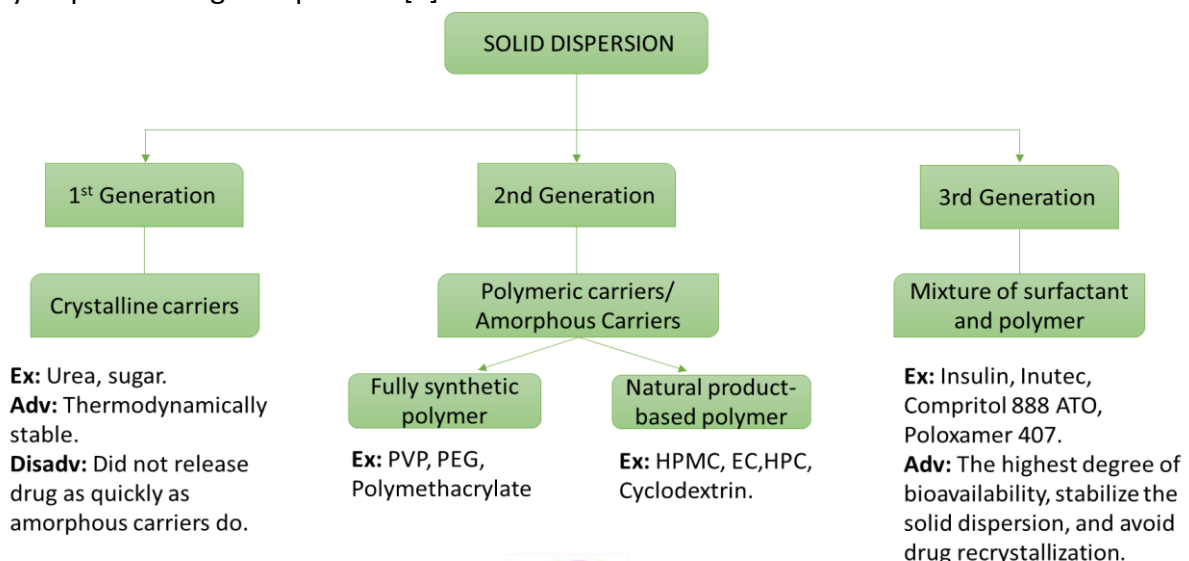 SOLID DISPERSION
1st Generation
2nd Generation
3rd Generation
Crystalline carriers
Polymeric carriers/
Amorphous Carriers
Mixture of surfactant
and polymer
Ex: Urea, sugar.
Adv: Thermodynamically
stable.
Disadv: Did not release
drug as quickly as
amorphous carriers do.
Fully synthetic
polymer
Ex: PVP, PEG,
Polymethacrylate
Natural product-
based polymer
Ex: HPMC, EC,HPC,
Cyclodextrin.
Ex: Insulin, Inutec,
Compritol 888 ATO,
Poloxamer 407.
Adv: The highest degree of
bioavailability, stabilize the
solid dispersion, and avoid
drug recrystallization.